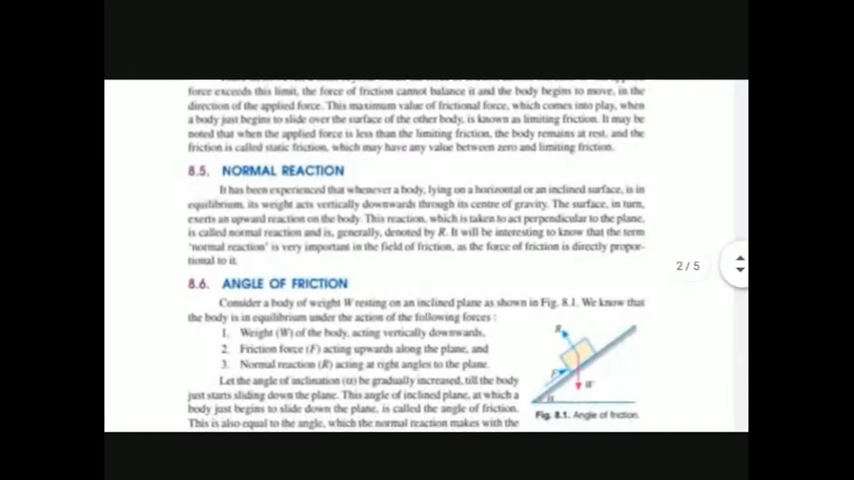 force exceeds this limit, the force of friction cannot balance it and the body begins to move, in the
direction of the applied force. This maximum value of frictional force, which comes into play, when
a body just begins to slide over the surface of the other body, is known as limiting friction. It may be
noted that when the applied force is less than the limiting friction, the body remains at rest, and the
friction is called static friction, which may have any value between zero and limiting friction.
8.5. NORMAL REACTION
It has been experienced that whenever a body, lying on a horizontal or an inclined surface, is in
equilibrium, its weight acts vertically downwards through its centre of gravity. The surface, in turn,
exerts an upward reaction on the body. This reaction, which is taken to act perpendicular to the plane,
is called normal reaction and is, generally, denoted by R. It will be interesting to know that the term
'normal reaction' is very important in the field of friction, as the force of friction is directly propor-
tional to it.
2 / 5
8.6. ANGLE OF FRICTION
Consider a body of weight W resting on an inclined plane as shown in Fig. 8.1. We know that
the body is in equilibrium under the action of the following forces :
1. Weight (W) of the body, acting vertically downwards,
2. Friction force (F) acting upwards along the plane, and
3. Normal reaction (R) acting at right angles to the plane.
Let the angle of inclination (α) be gradually increased, till the body
just starts sliding down the plane. This angle of inclined plane, at which a
body just begins to slide down the plane, is called the angle of friction.
This is also equal to the angle, which the normal reaction makes with the
R
F
W
α
Fig. 8.1. Angle of friction.